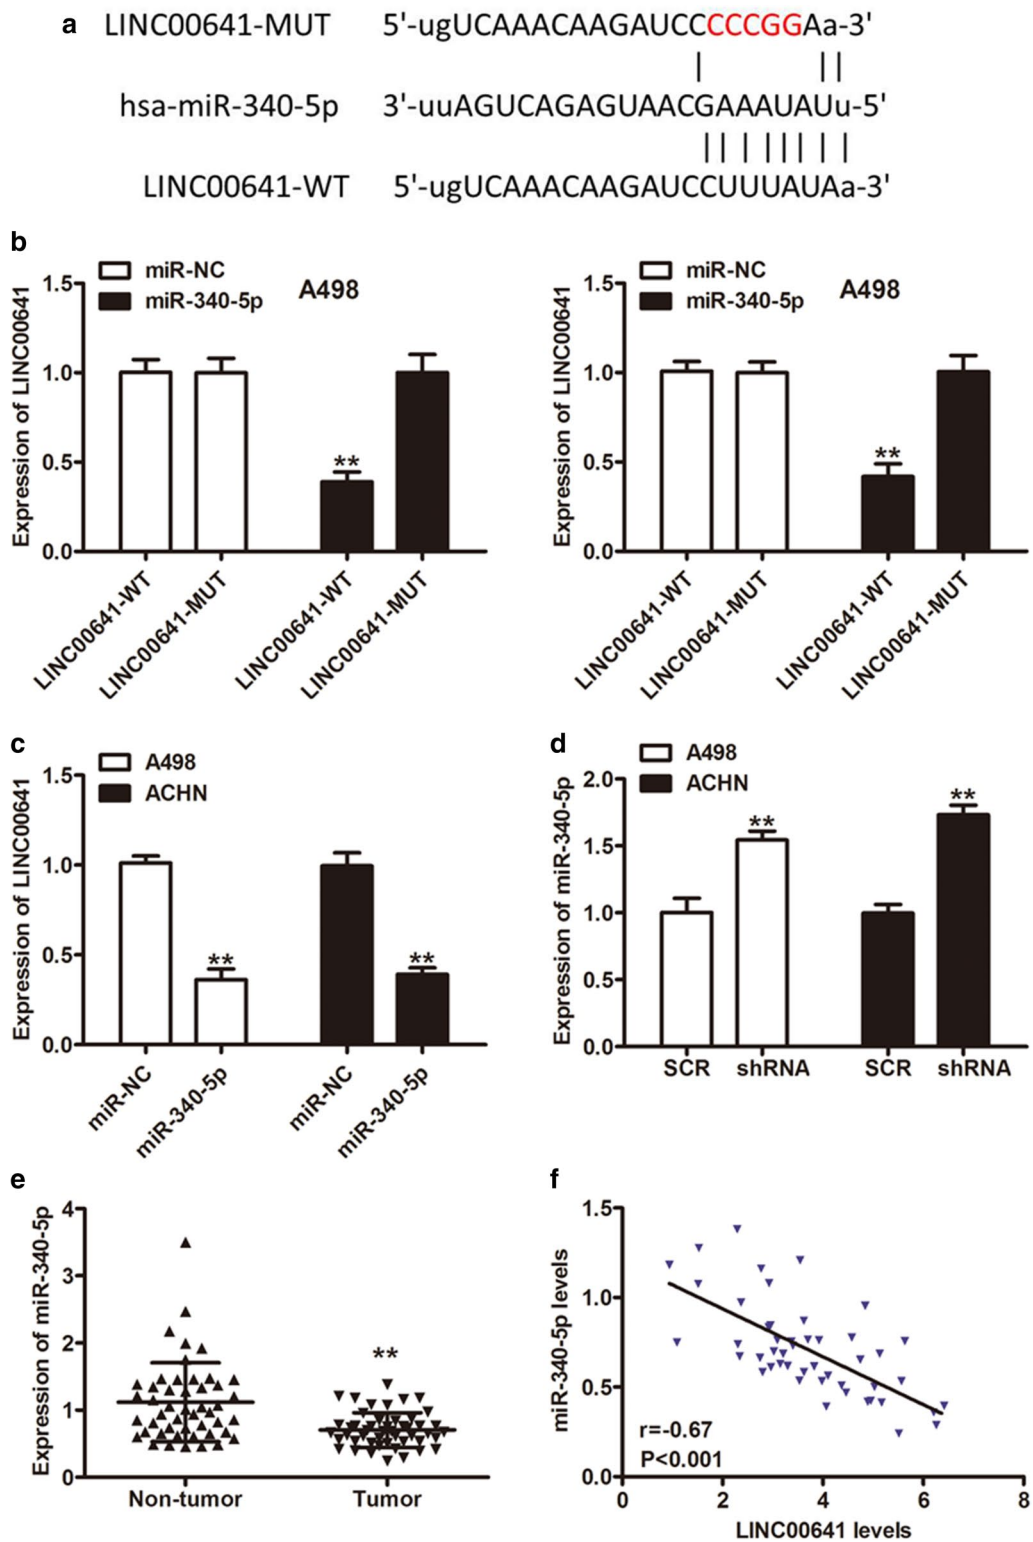 a LINC00641-MUT 5'-ugUCAAACAAGAUCCCCCGGAa-3'
hsa-miR-340-5p 3'-uuAGUCAGAGUAACGAAAUAUu-5'
LINC00641-WT 5'-ugUCAAACAAGAUCCUUUAUAa-3'
b
miR-NC
miR-340-5p
A498
Expression of LINC00641
1.5
1.0
0.5
0.0
**
LINC00641-WT
LINC00641-MUT
LINC00641-WT
LINC00641-MUT
miR-NC
miR-340-5p
A498
Expression of LINC00641
1.5
1.0
0.5
0.0
**
LINC00641-WT
LINC00641-MUT
LINC00641-WT
LINC00641-MUT
c
A498
ACHN
Expression of LINC00641
1.5
1.0
0.5
0.0
**
**
miR-NC
miR-340-5p
miR-NC
miR-340-5p
d
A498
ACHN
Expression of miR-340-5p
2.0
1.5
1.0
0.5
0.0
**
**
SCR shRNA SCR shRNA
e
Expression of miR-340-5p
4
3
2
1
0
**
Non-tumor Tumor
f
miR-340-5p levels
1.5
1.0
0.5
0.0
r=-0.67
P<0.001
0 2 4 6 8
LINC00641 levels